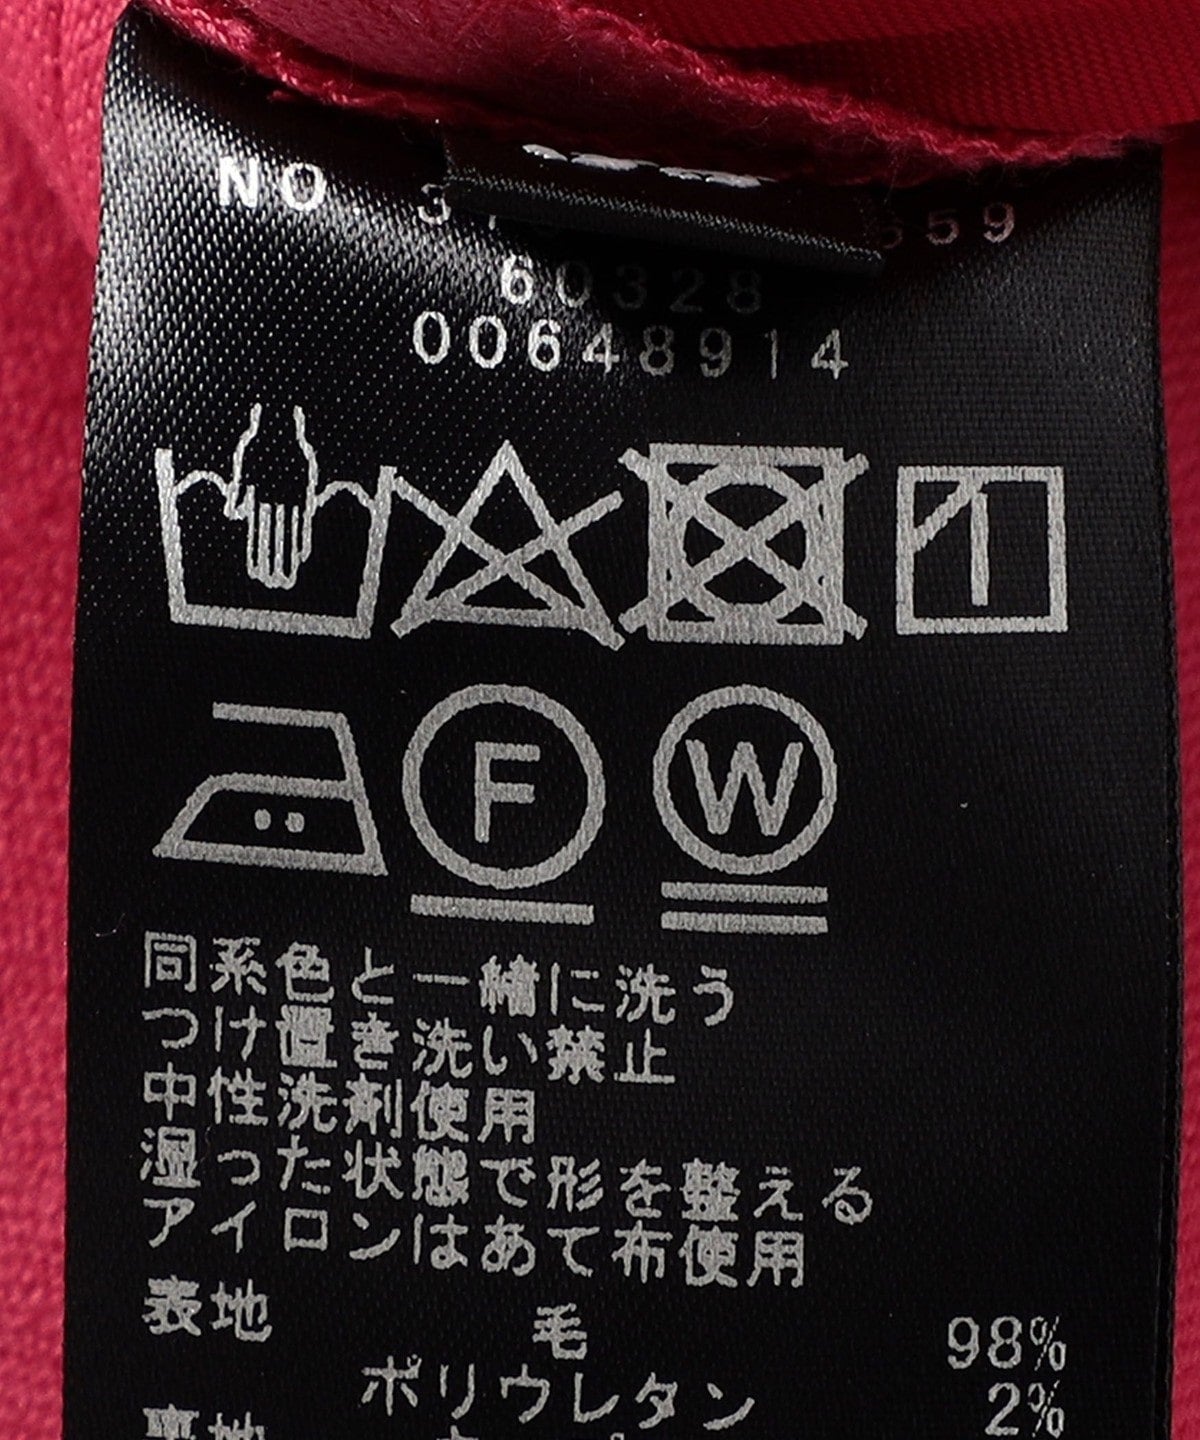 NO.
59
60328
00648914
F
W
同系色と一緒に洗う
つけ置き洗い禁止
中性洗剤使用
湿った状態で形を整える
アイロンはあて布使用
表地 毛 98%
ポリウレタン 2%
裏地